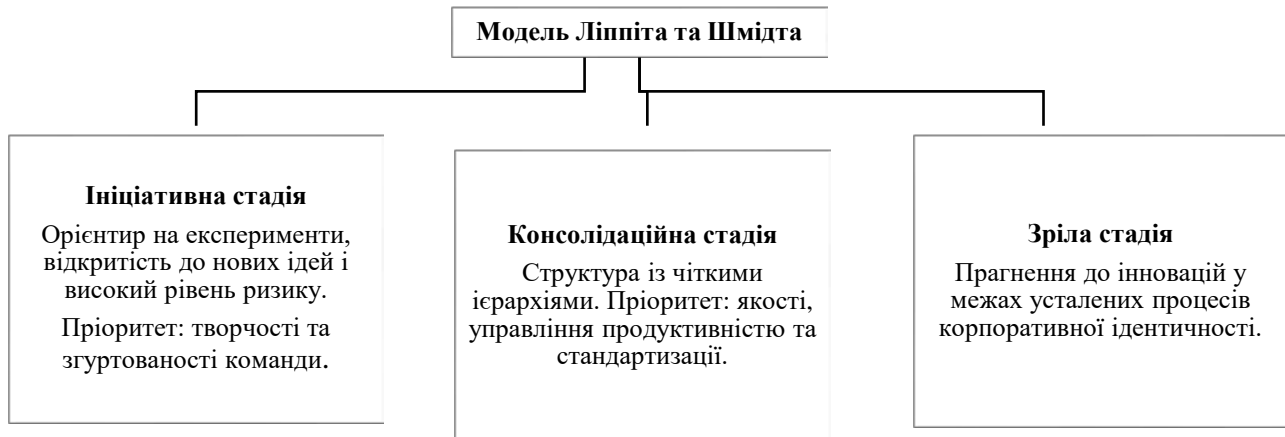 Модель Ліппіта та Шмідта
Ініціативна стадія
Орієнтир на експерименти,
відкритість до нових ідей і
високий рівень ризику.
Пріоритет: творчості та
згуртованості команди.
Консолідаційна стадія
Структура із чіткими
ієрархіями. Пріоритет: якості,
управління продуктивністю та
стандартизації.
Зріла стадія
Прагнення до інновацій у
межах усталених процесів
корпоративної ідентичності.